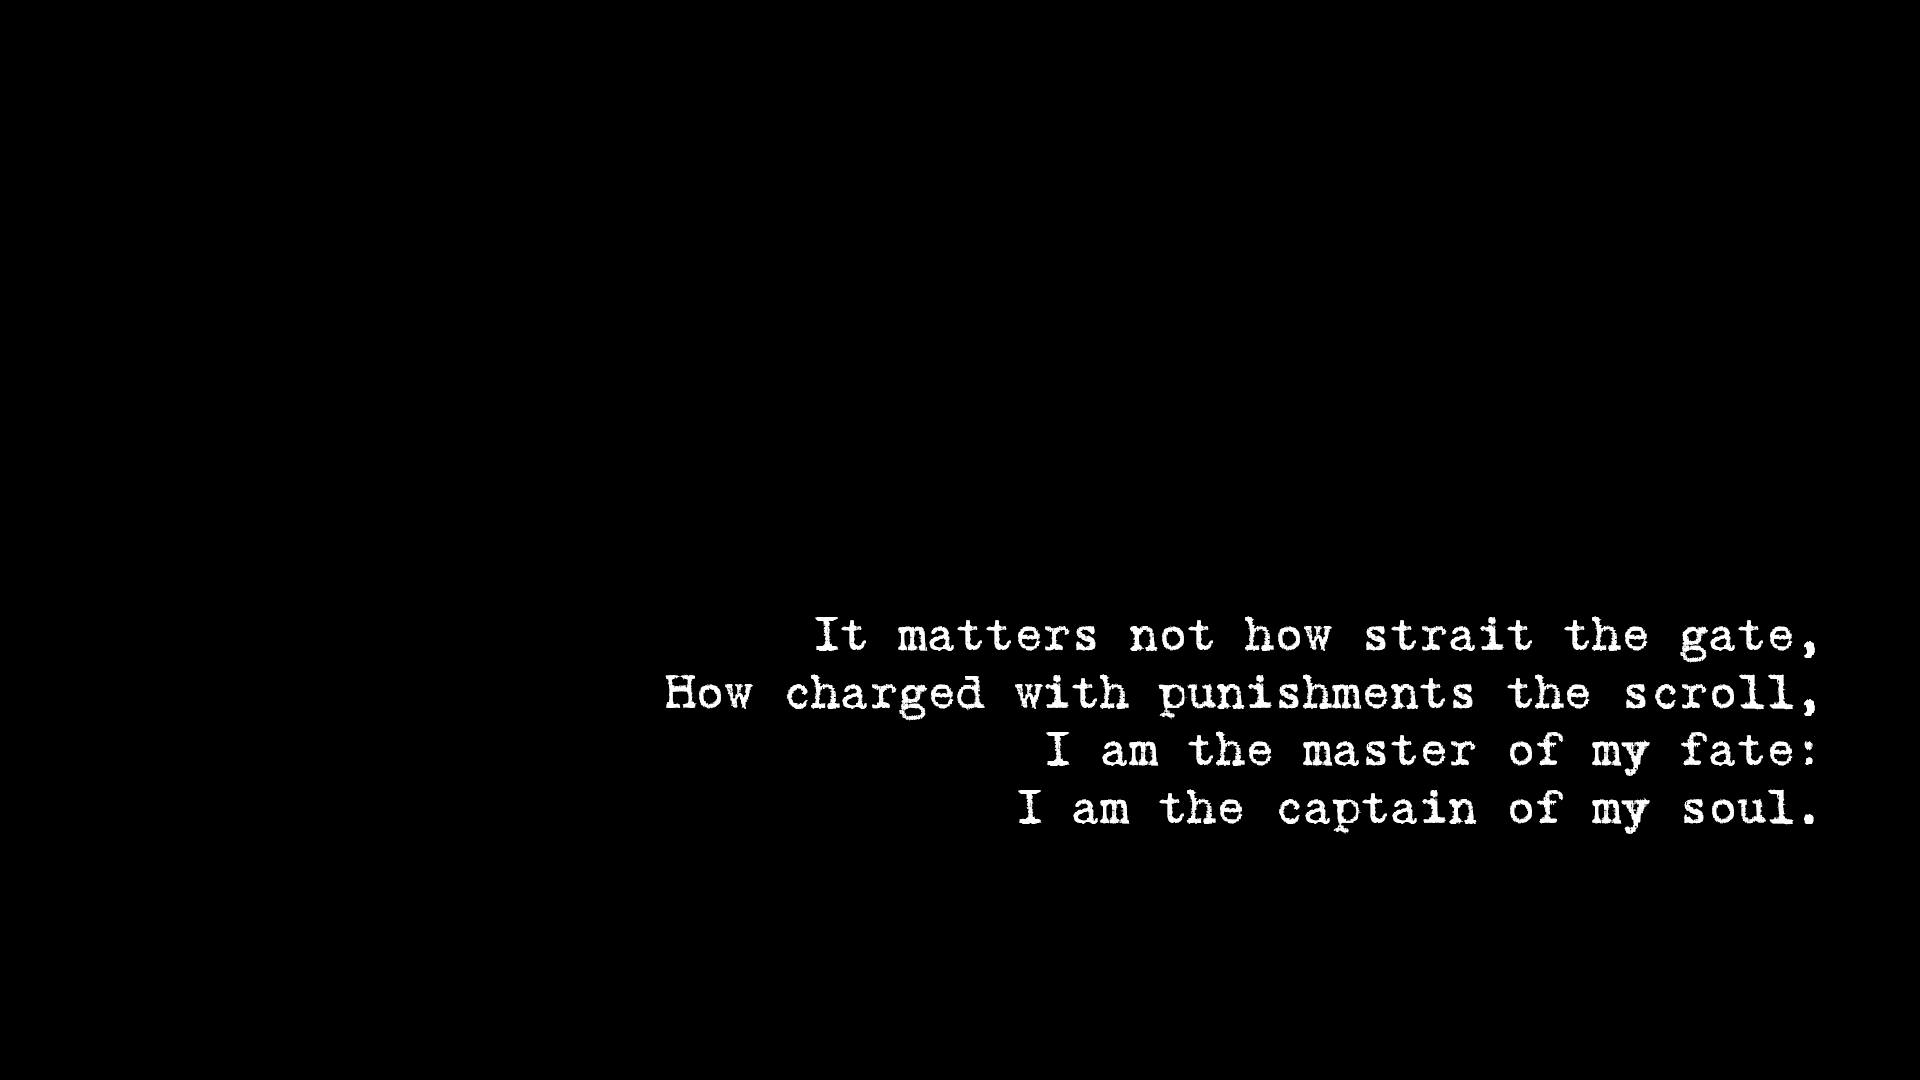 It matters not how strait the gate,
How charged with punishments the scroll,
I am the master of my fate:
I am the captain of my soul.